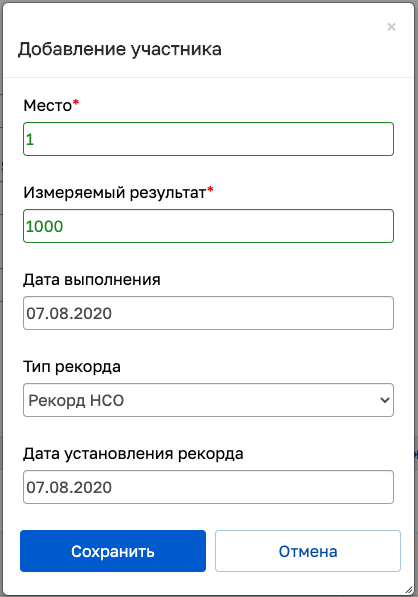 ×
Добавление участника
Место*
1
Измеряемый результат*
1000
Дата выполнения
07.08.2020
Тип рекорда
Рекорд НСО
Дата установления рекорда
07.08.2020
Сохранить
Отмена